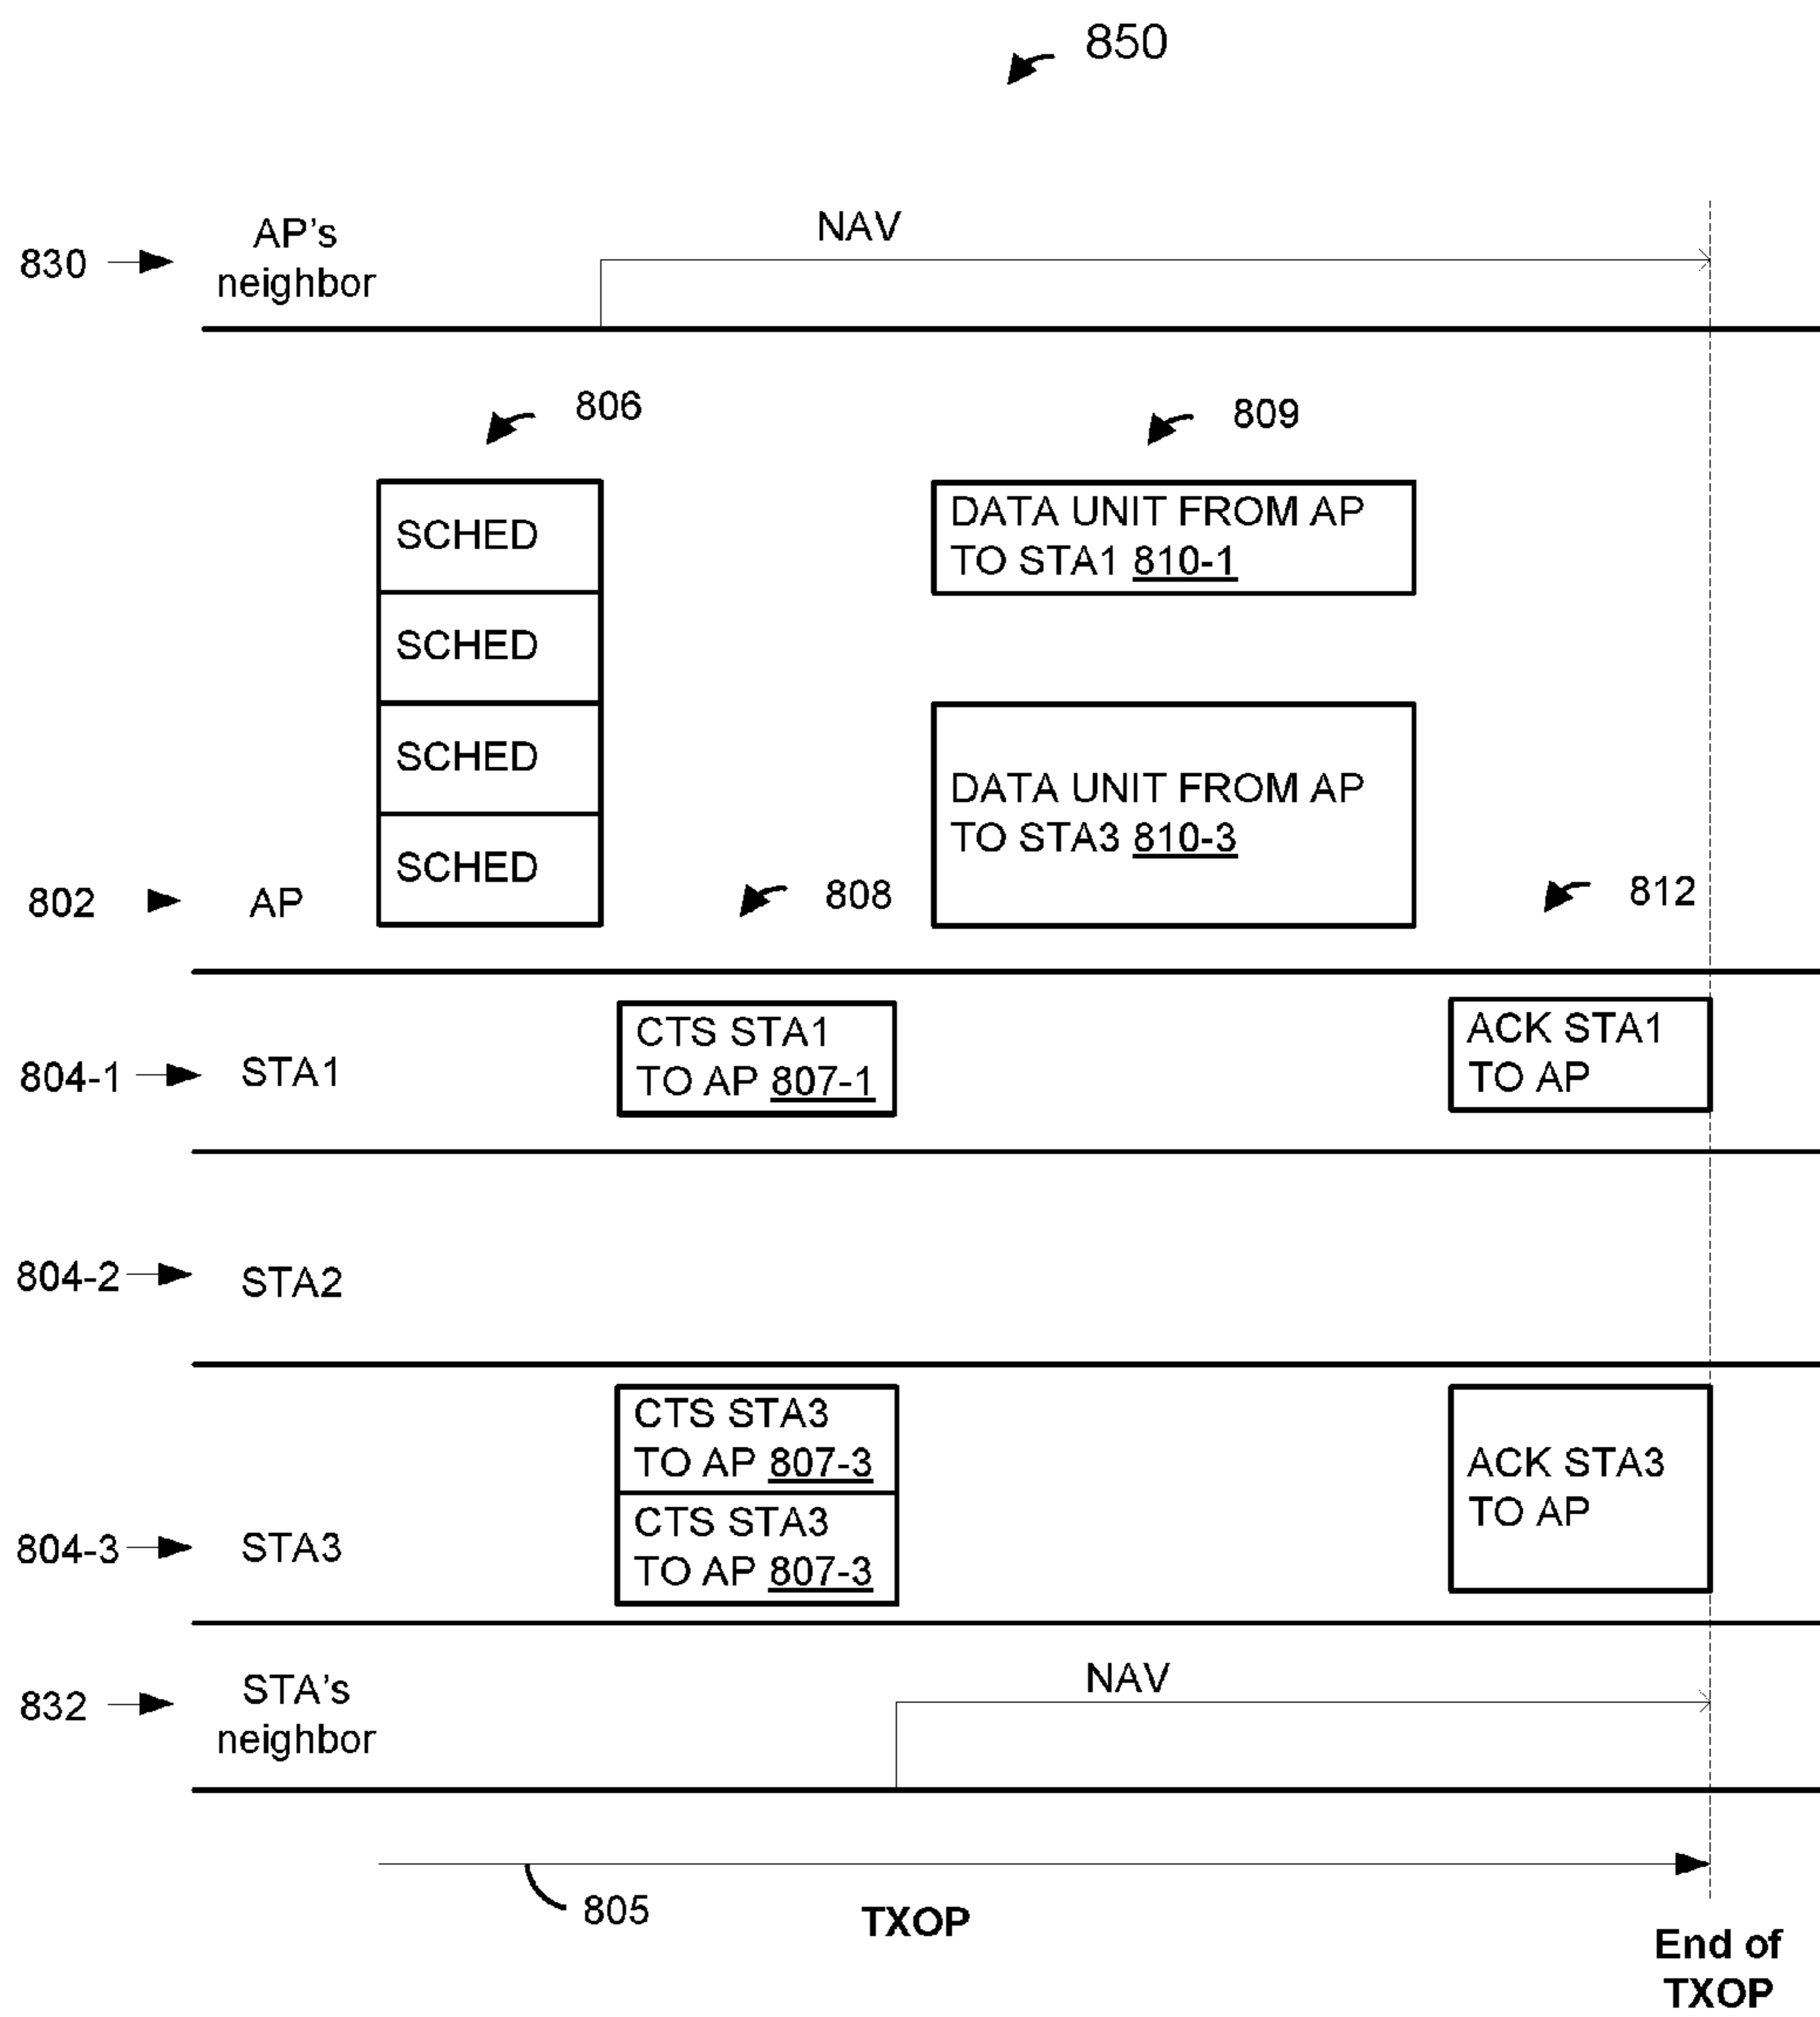 850
NAV
AP's
neighbor
830
806
809
SCHED
SCHED
SCHED
SCHED
DATA UNIT FROM AP
TO STA1 810-1
DATA UNIT FROM AP
TO STA3 810-3
802
AP
808
812
CTS STA1
TO AP 807-1
ACK STA1
TO AP
804-1
STA1
804-2
STA2
CTS STA3
TO AP 807-3
CTS STA3
TO AP 807-3
ACK STA3
TO AP
804-3
STA3
NAV
STA's
neighbor
832
805
TXOP
End of
TXOP